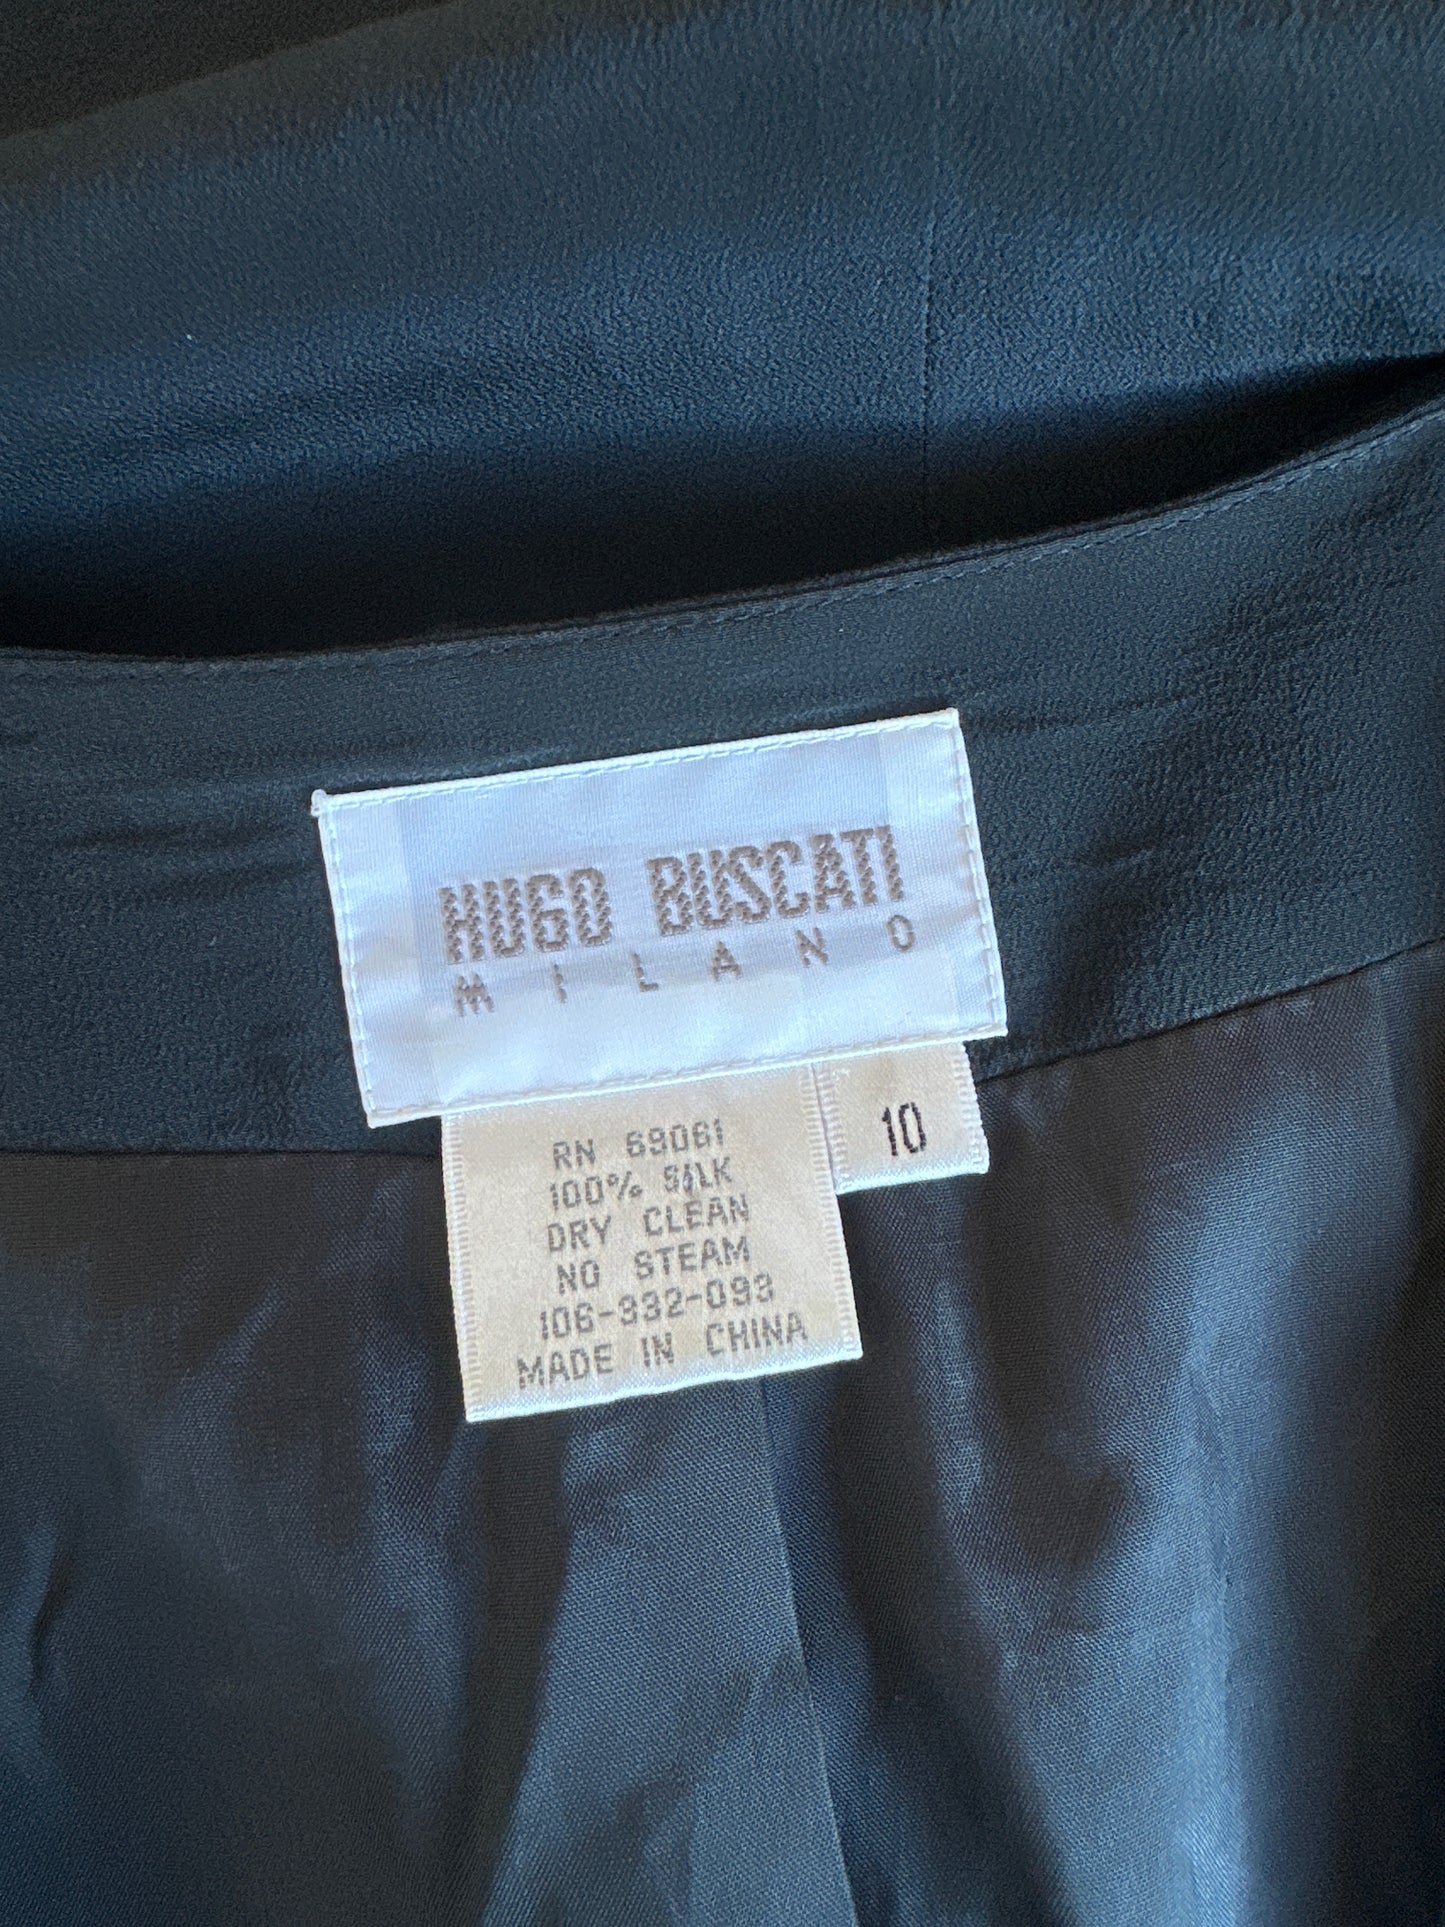 HUGO BUSCATI
MILANO
10
RN 69061
100% SILK
DRY CLEAN
NO STEAM
106-332-093
MADE IN CHINA